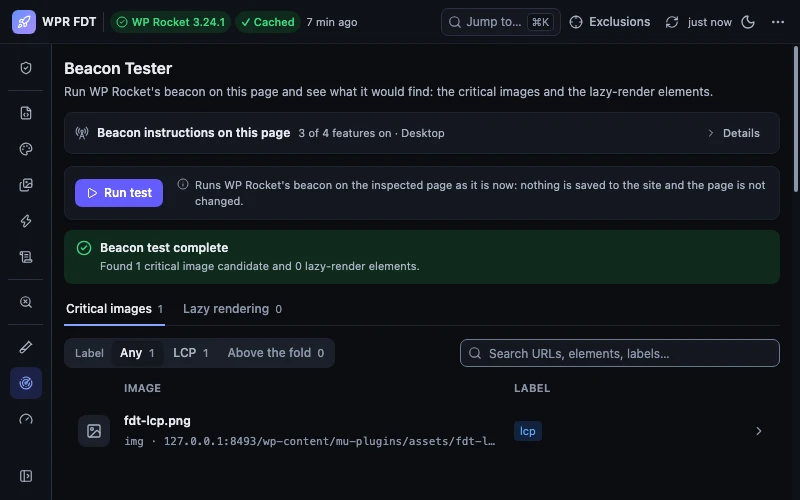 WPR FDT
WP Rocket 3.24.1
Cached
7 min ago
Jump to... ⌘K
Exclusions
just now
Beacon Tester
Run WP Rocket's beacon on this page and see what it would find: the critical images and the lazy-render elements.
Beacon instructions on this page 3 of 4 features on · Desktop
Details
Run test
Runs WP Rocket's beacon on the inspected page as it is now: nothing is saved to the site and the page is not
changed.
Beacon test complete
Found 1 critical image candidate and 0 lazy-render elements.
Critical images 1
Lazy rendering 0
Label Any 1 LCP 1 Above the fold 0
Search URLs, elements, labels...
IMAGE LABEL
fdt-lcp.png
img · 127.0.0.1:8493/wp-content/mu-plugins/assets/fdt-l…
lcp